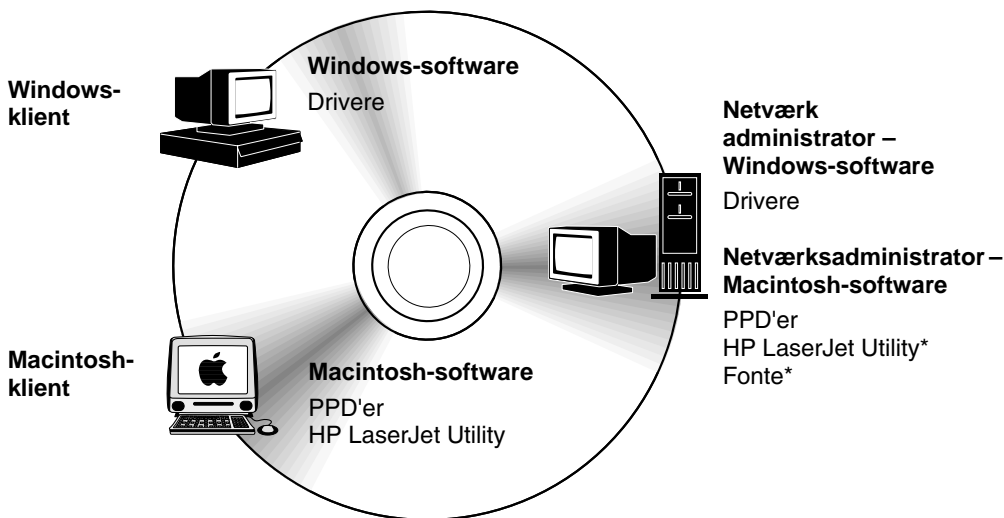 Windows-
klient
Windows-software
Drivere
Netværk
administrator –
Windows-software
Drivere
Netværksadministrator –
Macintosh-software
PPD'er
HP LaserJet Utility*
Fonte*
Macintosh-
klient
Macintosh-software
PPD'er
HP LaserJet Utility